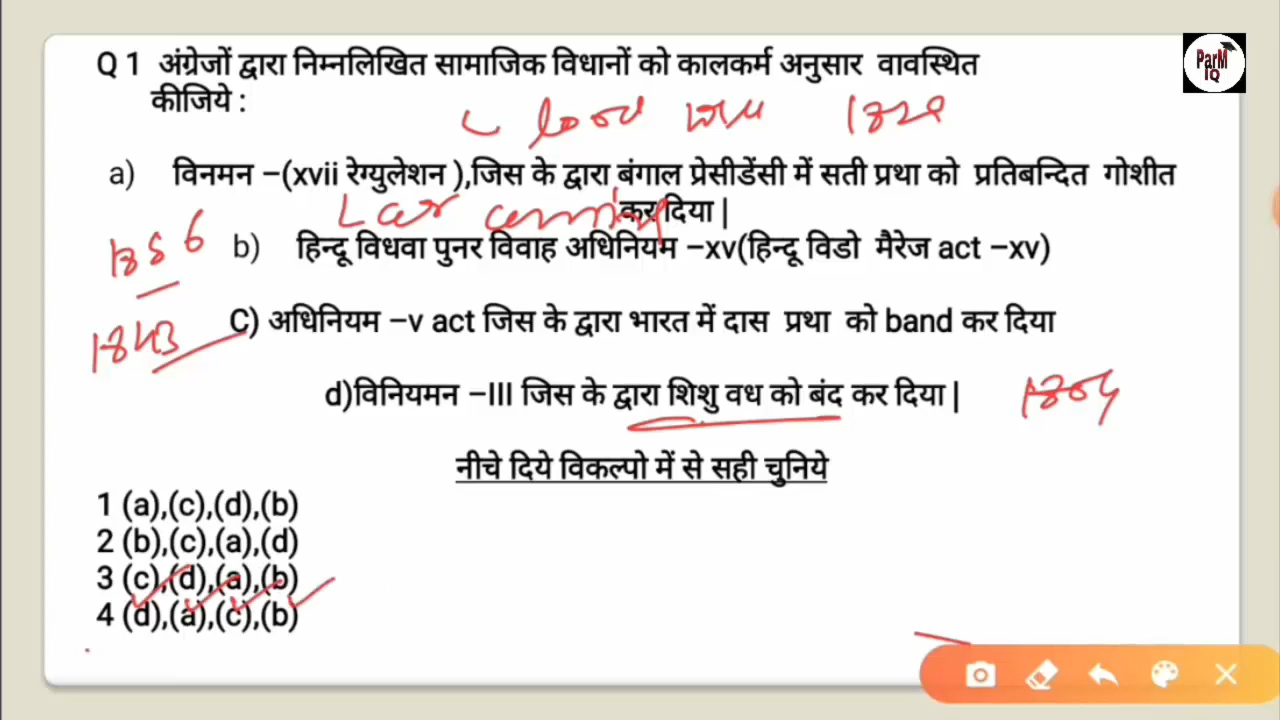 ParM
IQ
Q 1 अंग्रेजों द्वारा निम्नलिखित सामाजिक विधानों को कालकर्म अनुसार वावस्थित
कीजिये :
1829
a) विनमन –(xvii रेग्युलेशन ),जिस के द्वारा बंगाल प्रेसीडेंसी में सती प्रथा को प्रतिबन्दित गोशीत
कर दिया |
1856
b) हिन्दू विधवा पुनर विवाह अधिनियम –xv(हिन्दू विडो मैरेज act –xv)
1843
C) अधिनियम –v act जिस के द्वारा भारत में दास प्रथा को band कर दिया
d)विनियमन –III जिस के द्वारा शिशु वध को बंद कर दिया | 1804
नीचे दिये विकल्पो में से सही चुनिये
1 (a),(c),(d),(b)
2 (b),(c),(a),(d)
3 (c),(d),(a),(b)
4 (d),(a),(c),(b)